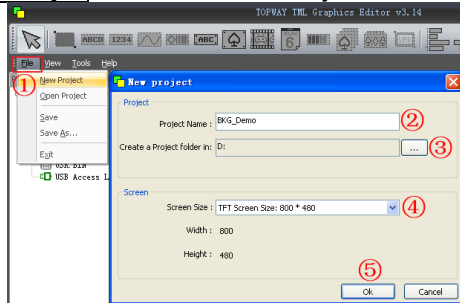 TOPWAY TML Graphics Editor v3.14
ABCD 1234 ABC 6
File View Tools Help
① New Project
Open Project
Save
Save As...
Exit
USB Access L
New project
Project
Project Name : BKG_Demo ②
Create a Project folder in: D: ... ③
Screen
Screen Size : TFT Screen Size: 800 * 480 ④
Width : 800
Height : 480
⑤
Ok Cancel